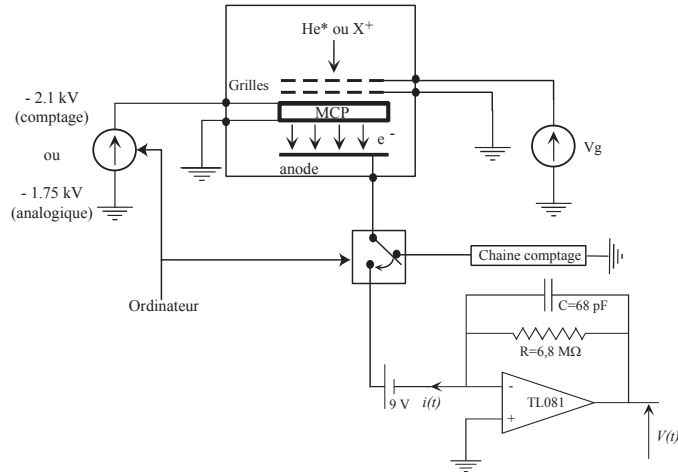 He* ou X+
Grilles
- 2.1 kV
(comptage)
MCP
e -
ou
Vg
anode
- 1.75 kV
(analogique)
Chaine comptage
Ordinateur
C=68 pF
R=6,8 MΩ
-
9 V
i(t)
TL081
+
V(t)